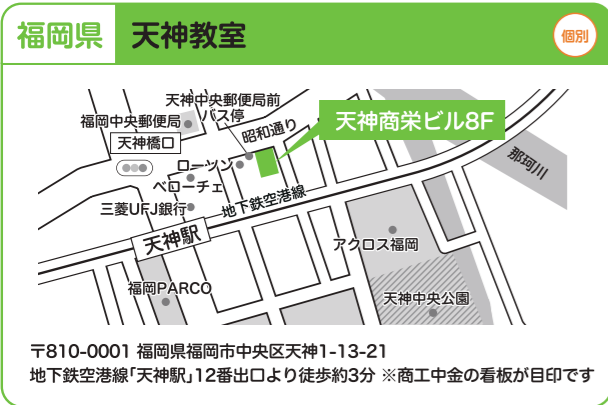 福岡県
天神教室
個別
天神中央郵便局前
バス停
福岡中央郵便局
昭和通り
天神商栄ビル8F
天神橋口
ローソン
ベローチェ
那珂川
三菱UFJ銀行
地下鉄空港線
天神駅
アクロス福岡
福岡PARCO
天神中央公園
〒810-0001 福岡県福岡市中央区天神1-13-21
地下鉄空港線「天神駅」12番出口より徒歩約3分 ※商工中金の看板が目印です